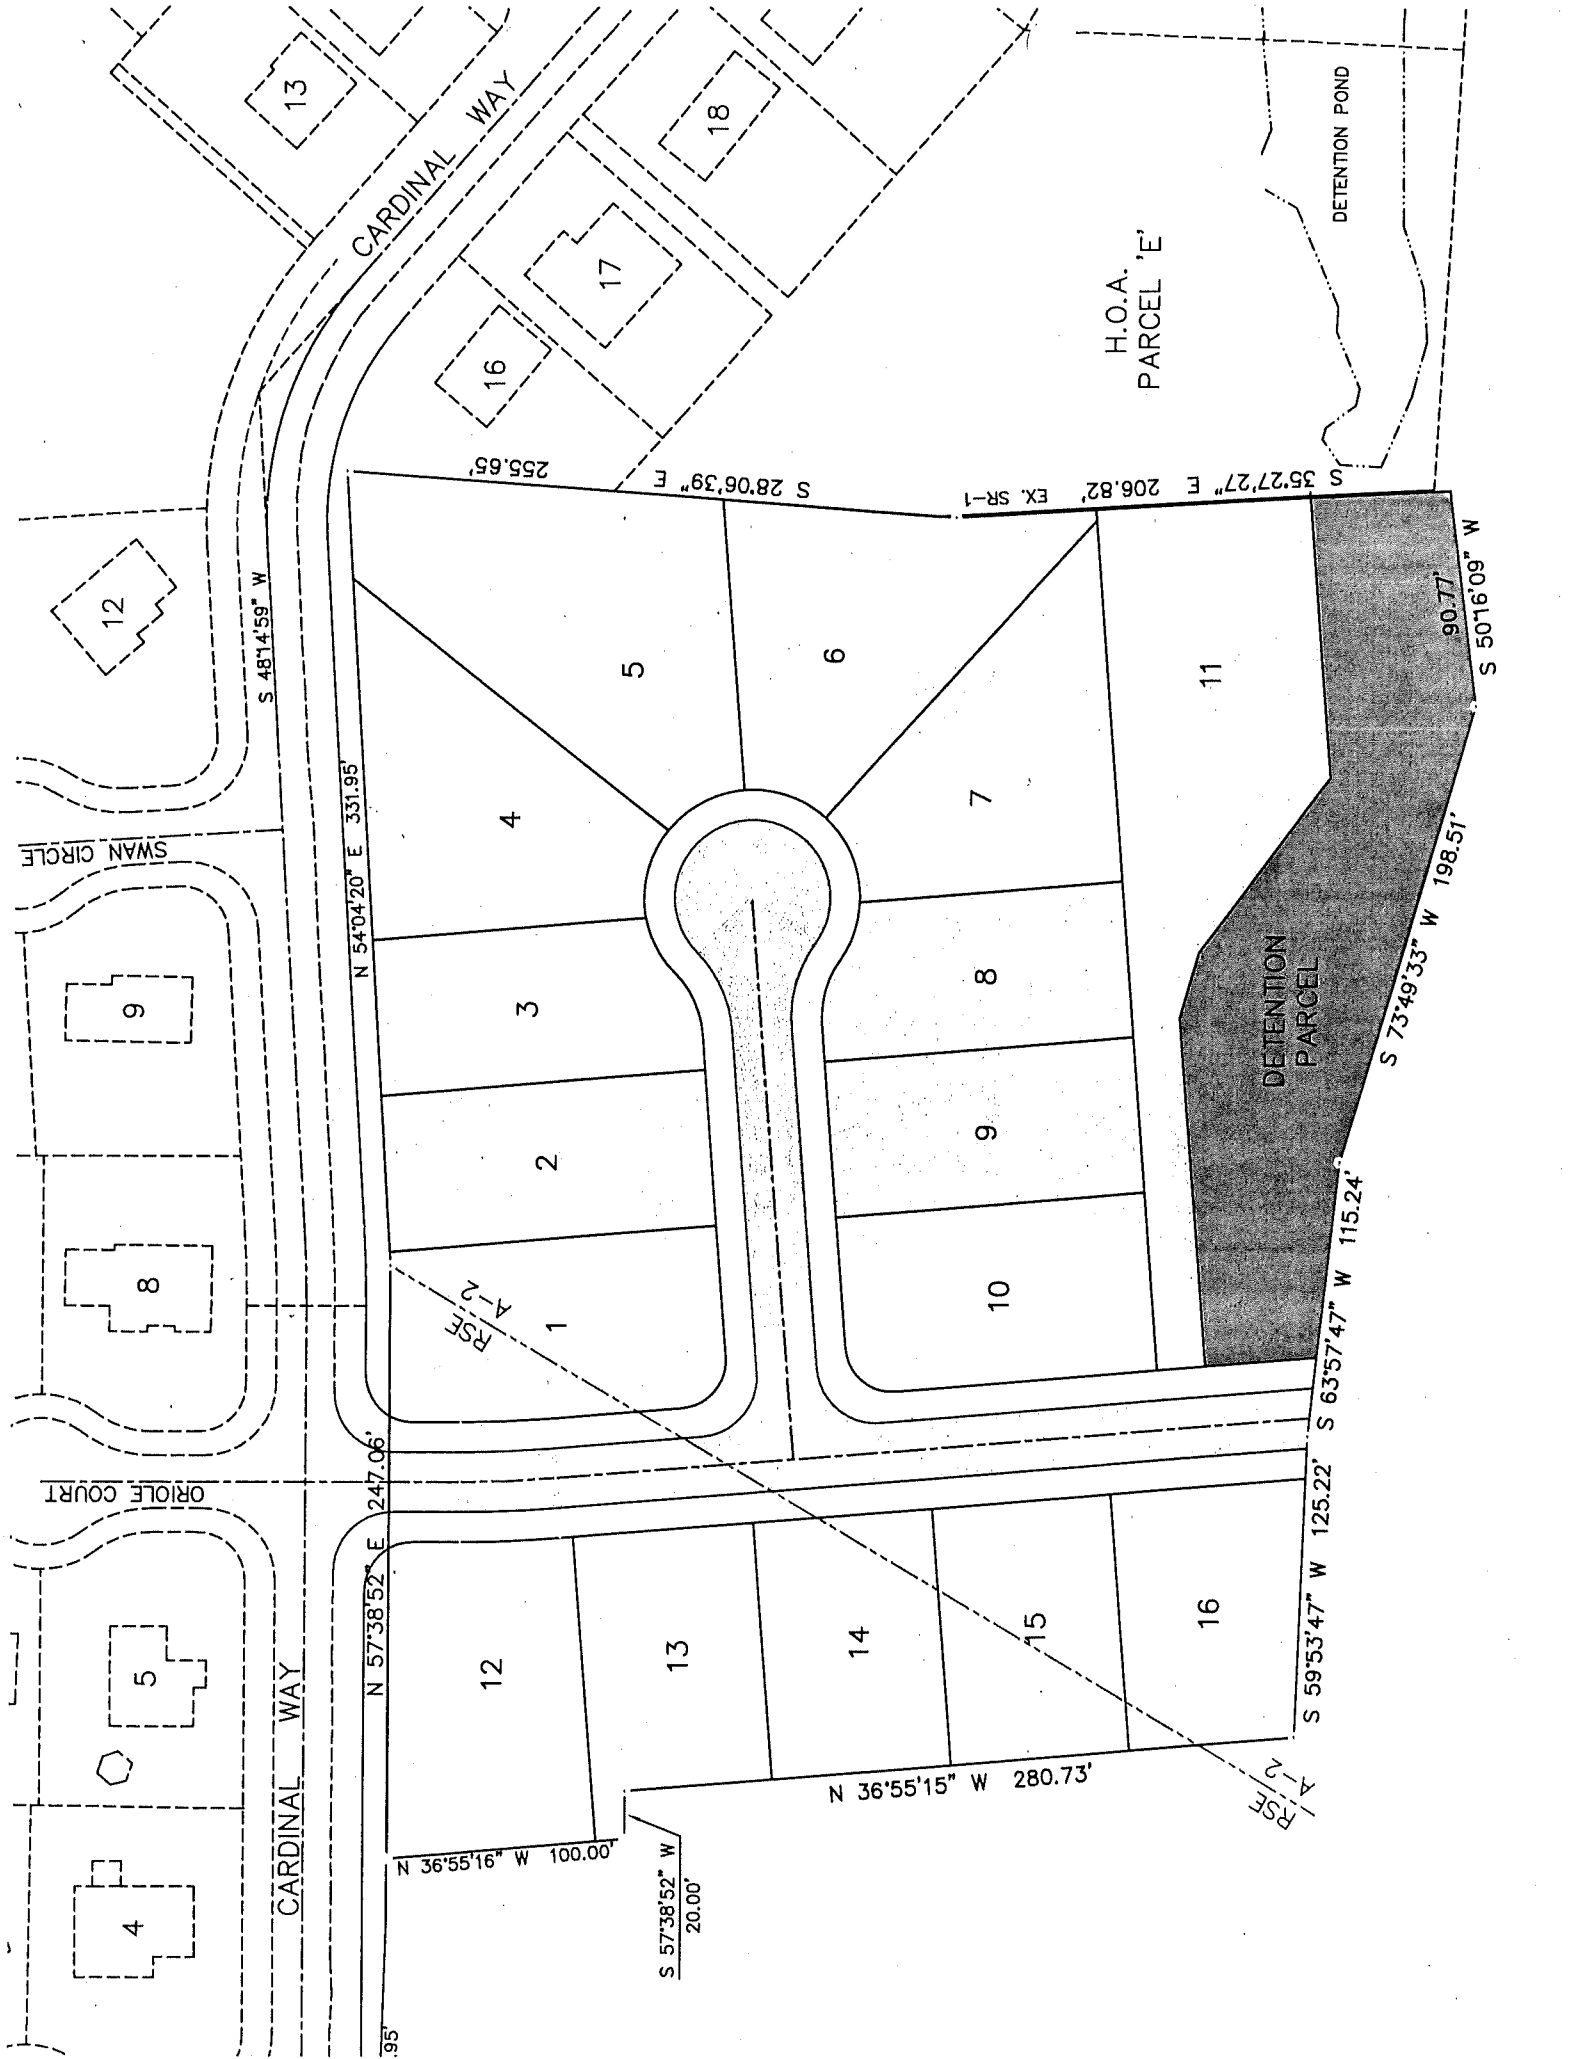 4
5
8
9
12
13
CARDINAL WAY
ORIOLE COURT
SWAN CIRCLE
S 48°14'59" W
CARDINAL WAY
16
17
18
.95'
N 57°38'52" E 247.06'
N 54°04'20" E 331.95'
255.65'
S 28°06'39" E
EX. SR-1
206.82'
S 35°27'27" E
H.O.A.
PARCEL 'E'
DETENTION POND
N 36°55'16" W 100.00'
S 57°38'52" W
20.00'
N 36°55'15" W 280.73'
RSE
A-2
1
2
3
4
5
6
7
8
9
10
11
12
13
14
15
16
RSE
A-2
DETENTION
PARCEL
S 59°53'47" W 125.22'
S 63°57'47" W 115.24'
S 73°49'33" W 198.51'
90.77'
S 50°16'09" W